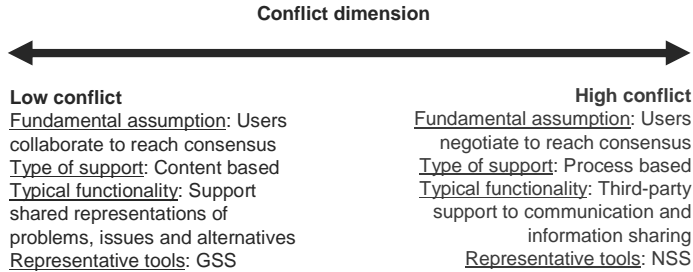 Conflict dimension
Low conflict
Fundamental assumption: Users
collaborate to reach consensus
Type of support: Content based
Typical functionality: Support
shared representations of
problems, issues and alternatives
Representative tools: GSS
High conflict
Fundamental assumption: Users
negotiate to reach consensus
Type of support: Process based
Typical functionality: Third-party
support to communication and
information sharing
Representative tools: NSS